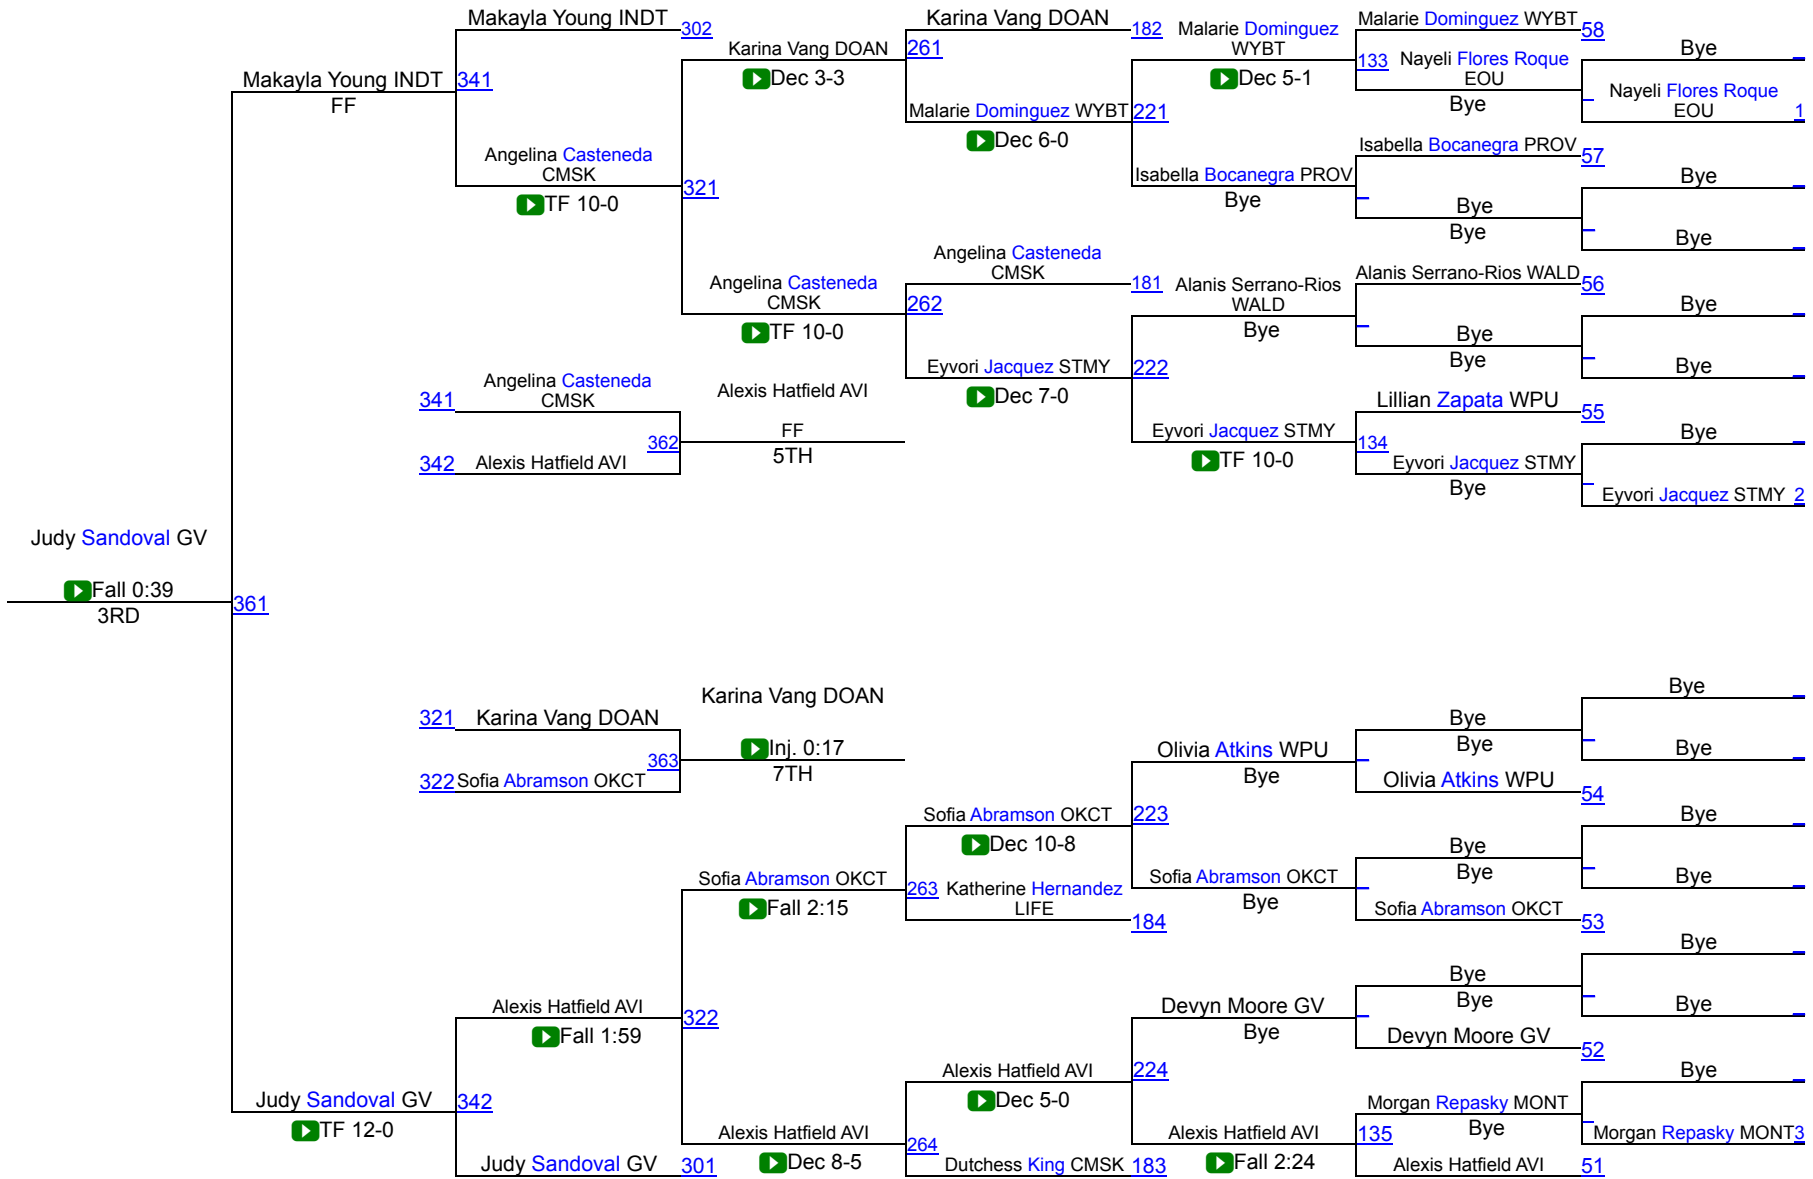 Makayla Young INDT
302
Karina Vang DOAN
182
Malarie Dominguez
WYBT
Malarie Dominguez WYBT
58
Bye
Karina Vang DOAN
261
133
Nayeli Flores Roque
EOU
Makayla Young INDT
341
Dec 3-3
Dec 5-1
Bye
Nayeli Flores Roque
EOU
1
FF
Malarie Dominguez WYBT
221
Dec 6-0
Isabella Bocanegra PROV
57
Angelina Casteneda
CMSK
321
Isabella Bocanegra PROV
Bye
TF 10-0
Bye
Bye
Bye
Bye
Angelina Casteneda
CMSK
181
Alanis Serrano-Rios
WALD
Alanis Serrano-Rios WALD
56
Angelina Casteneda
CMSK
262
Bye
TF 10-0
Bye
Bye
Bye
Eyvori Jacquez STMY
222
Bye
341
Angelina Casteneda
CMSK
Alexis Hatfield AVI
Dec 7-0
Lillian Zapata WPU
55
362
FF
Eyvori Jacquez STMY
134
Bye
342
Alexis Hatfield AVI
5TH
TF 10-0
Eyvori Jacquez STMY
Bye
Eyvori Jacquez STMY
2
Judy Sandoval GV
Fall 0:39
361
3RD
Karina Vang DOAN
Bye
321
Karina Vang DOAN
Bye
363
Inj. 0:17
Olivia Atkins WPU
Bye
Bye
322
Sofia Abramson OKCT
7TH
Bye
Olivia Atkins WPU
54
Sofia Abramson OKCT
223
Bye
Dec 10-8
Bye
Sofia Abramson OKCT
263
Katherine Hernandez
LIFE
184
Sofia Abramson OKCT
Bye
Bye
Fall 2:15
Bye
Sofia Abramson OKCT
53
Bye
Bye
Alexis Hatfield AVI
322
Devyn Moore GV
Bye
Bye
Fall 1:59
Bye
Devyn Moore GV
52
Alexis Hatfield AVI
224
Bye
Judy Sandoval GV
342
Dec 5-0
Morgan Repasky MONT
TF 12-0
Alexis Hatfield AVI
264
Alexis Hatfield AVI
135
Bye
Morgan Repasky MONT
3
Judy Sandoval GV
301
Dec 8-5
Dutchess King CMSK
183
Fall 2:24
Alexis Hatfield AVI
51